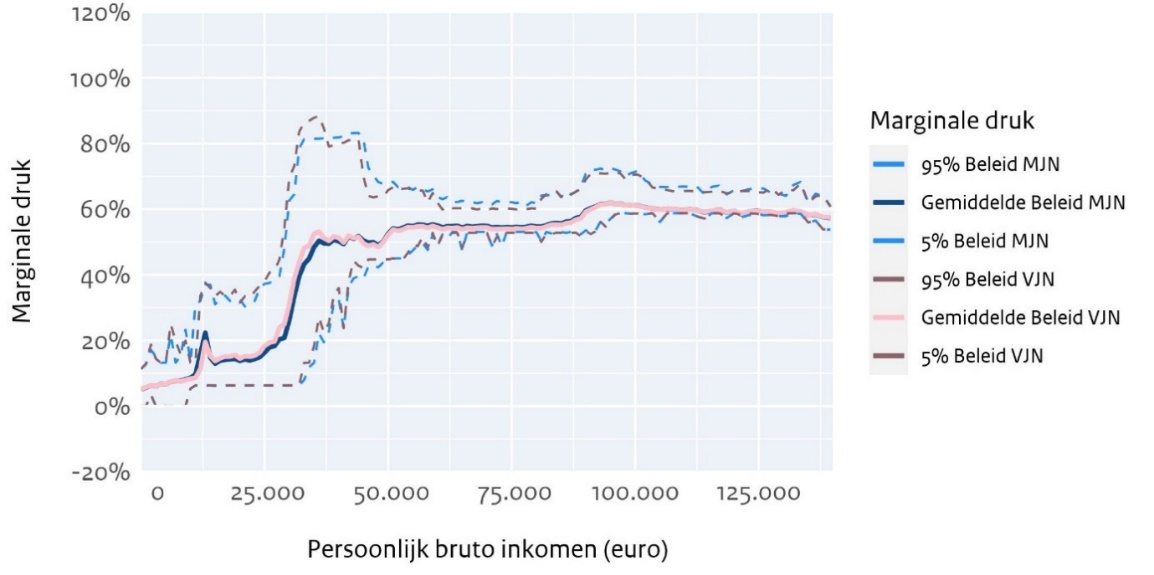 120%
100%
80%
60%
40%
20%
0%
-20%
Marginale druk
0 25.000 50.000 75.000 100.000 125.000
Persoonlijk bruto inkomen (euro)
Marginale druk
95% Beleid MJN
Gemiddelde Beleid MJN
5% Beleid MJN
95% Beleid VJN
Gemiddelde Beleid VJN
5% Beleid VJN